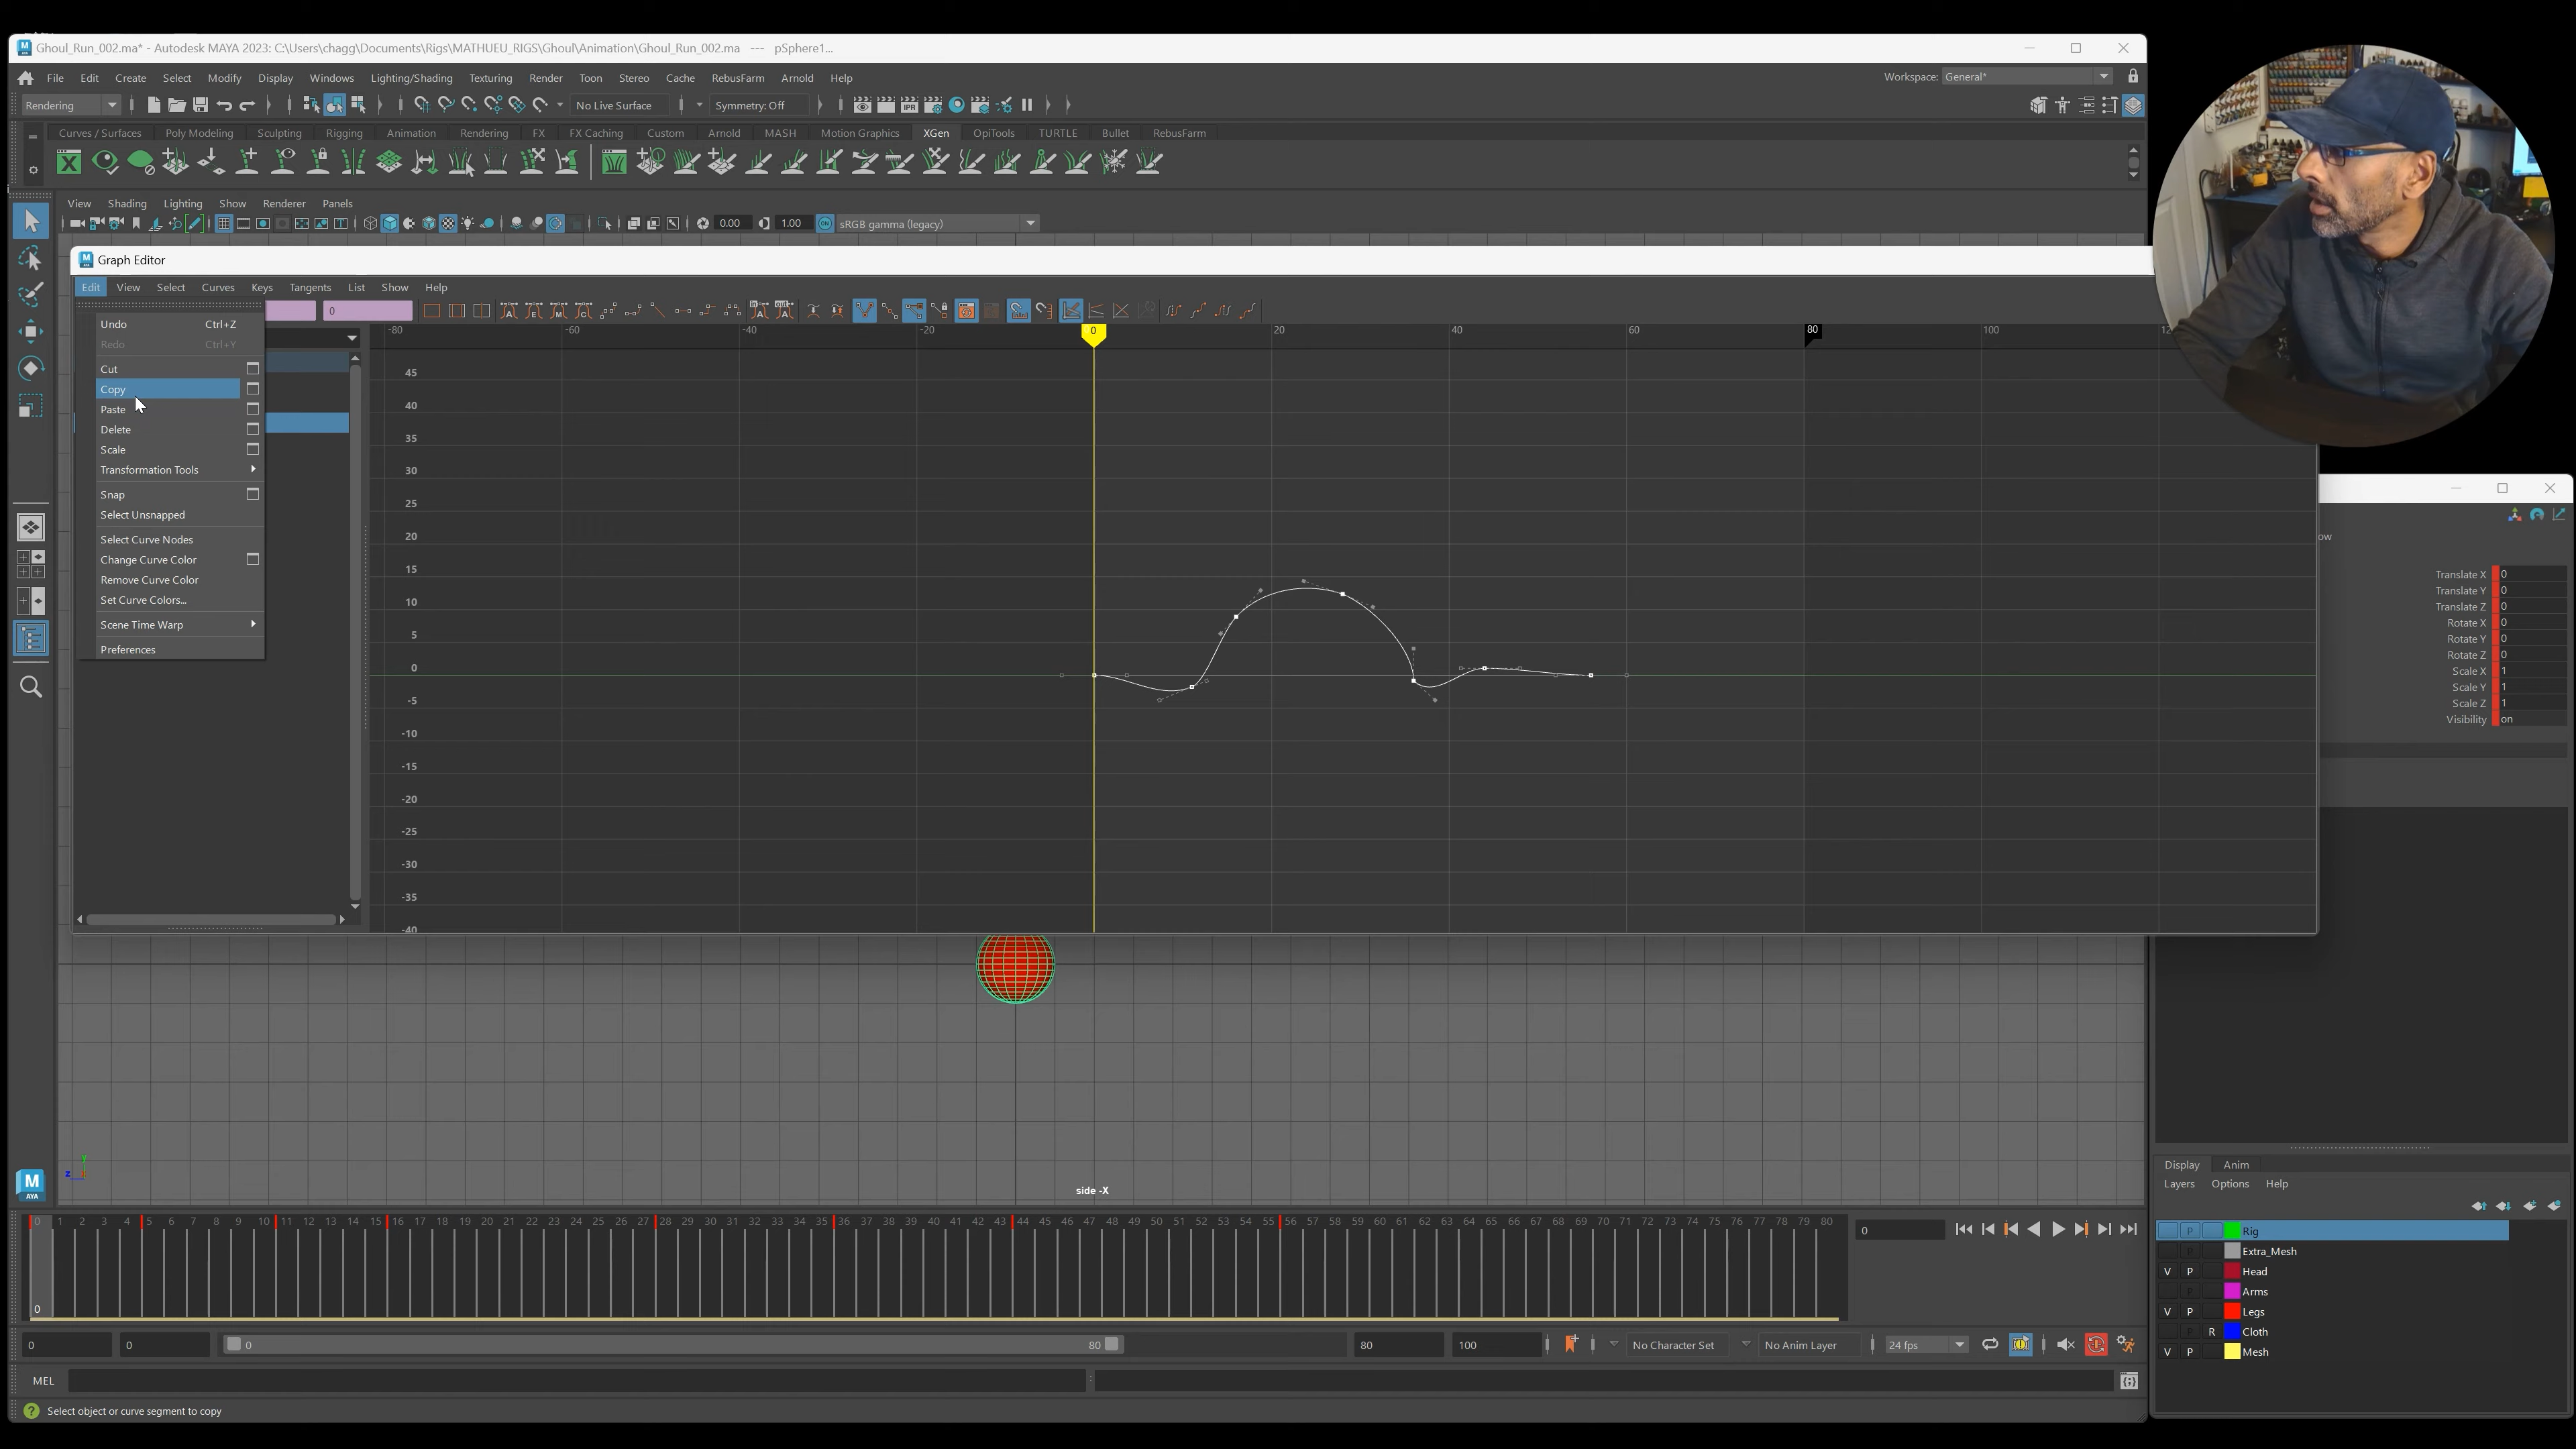 Ghoul_Run_002.ma* - Autodesk MAYA 2023: C:\Users\chagg\Documents\Rigs\MATHUEU_RIGS\Ghoul\Animation\Ghoul_Run_002.ma --- pSphere1...
File Edit Create Select Modify Display Windows Lighting/Shading Texturing Render Toon Stereo Cache RebusFarm Arnold Help
Workspace: General*
Rendering
No Live Surface
Symmetry: Off
IPR
Curves / Surfaces Poly Modeling Sculpting Rigging Animation Rendering FX FX Caching Custom Arnold MASH Motion Graphics XGen OpiTools TURTLE Bullet RebusFarm
View Shading Lighting Show Renderer Panels
0.00 1.00 ON sRGB gamma (legacy)
Graph Editor
Edit View Select Curves Keys Tangents List Show Help
0
Undo Ctrl+Z
Redo Ctrl+Y
Cut
Copy
Paste
Delete
Scale
Transformation Tools
Snap
Select Unsnapped
Select Curve Nodes
Change Curve Color
Remove Curve Color
Set Curve Colors...
Scene Time Warp
Preferences
-80 -60 -40 -20 0 20 40 60 80 100
45
40
35
30
25
20
15
10
5
0
-5
-10
-15
-20
-25
-30
-35
-40
ow
Translate X 0
Translate Y 0
Translate Z 0
Rotate X 0
Rotate Y 0
Rotate Z 0
Scale X 1
Scale Y 1
Scale Z 1
Visibility on
y
z
side -X
M
AYA
Display Anim
Layers Options Help
P Rig
Extra_Mesh
V P Head
Arms
V P Legs
P R Cloth
V P Mesh
0 1 2 3 4 5 6 7 8 9 10 11 12 13 14 15 16 17 18 19 20 21 22 23 24 25 26 27 28 29 30 31 32 33 34 35 36 37 38 39 40 41 42 43 44 45 46 47 48 49 50 51 52 53 54 55 56 57 58 59 60 61 62 63 64 65 66 67 68 69 70 71 72 73 74 75 76 77 78 79 80
0
0
0 0 0 80 80 100 No Character Set No Anim Layer 24 fps
MEL
Select object or curve segment to copy